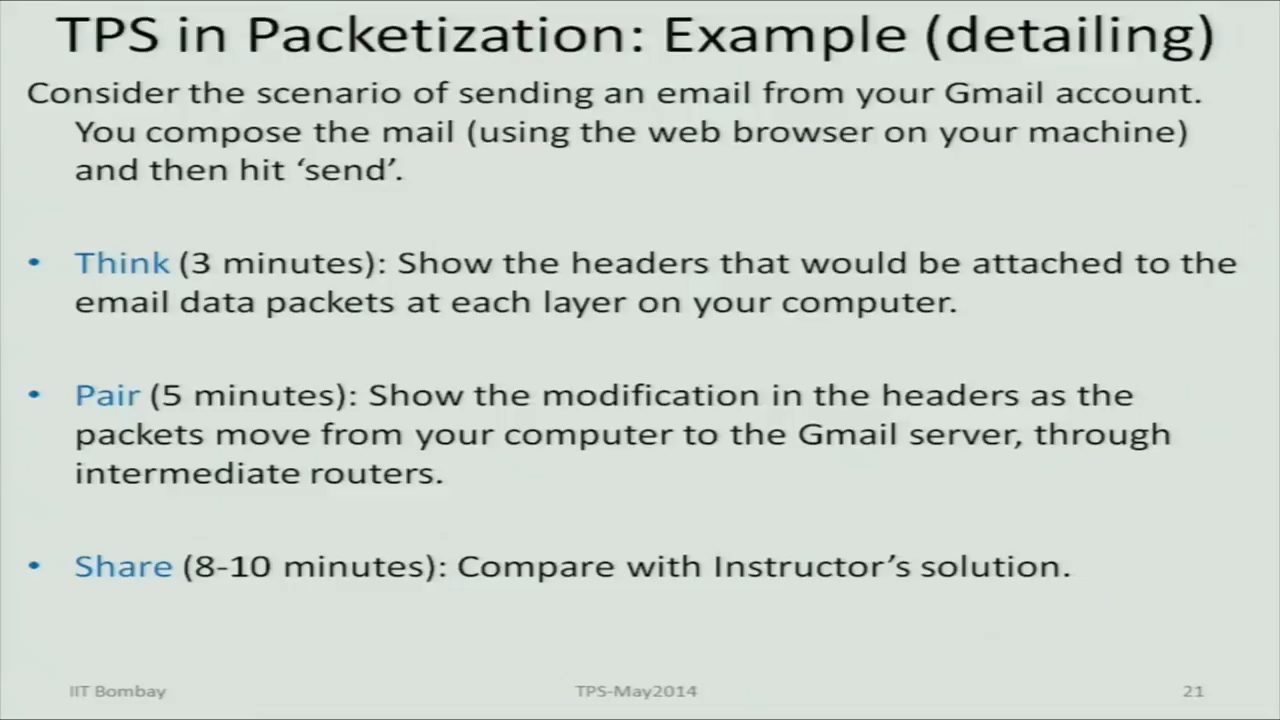 TPS in Packetization: Example (detailing)
Consider the scenario of sending an email from your Gmail account.
You compose the mail (using the web browser on your machine)
and then hit ‘send’.
• Think (3 minutes): Show the headers that would be attached to the
email data packets at each layer on your computer.
• Pair (5 minutes): Show the modification in the headers as the
packets move from your computer to the Gmail server, through
intermediate routers.
• Share (8-10 minutes): Compare with Instructor’s solution.
IIT Bombay TPS-May2014 21